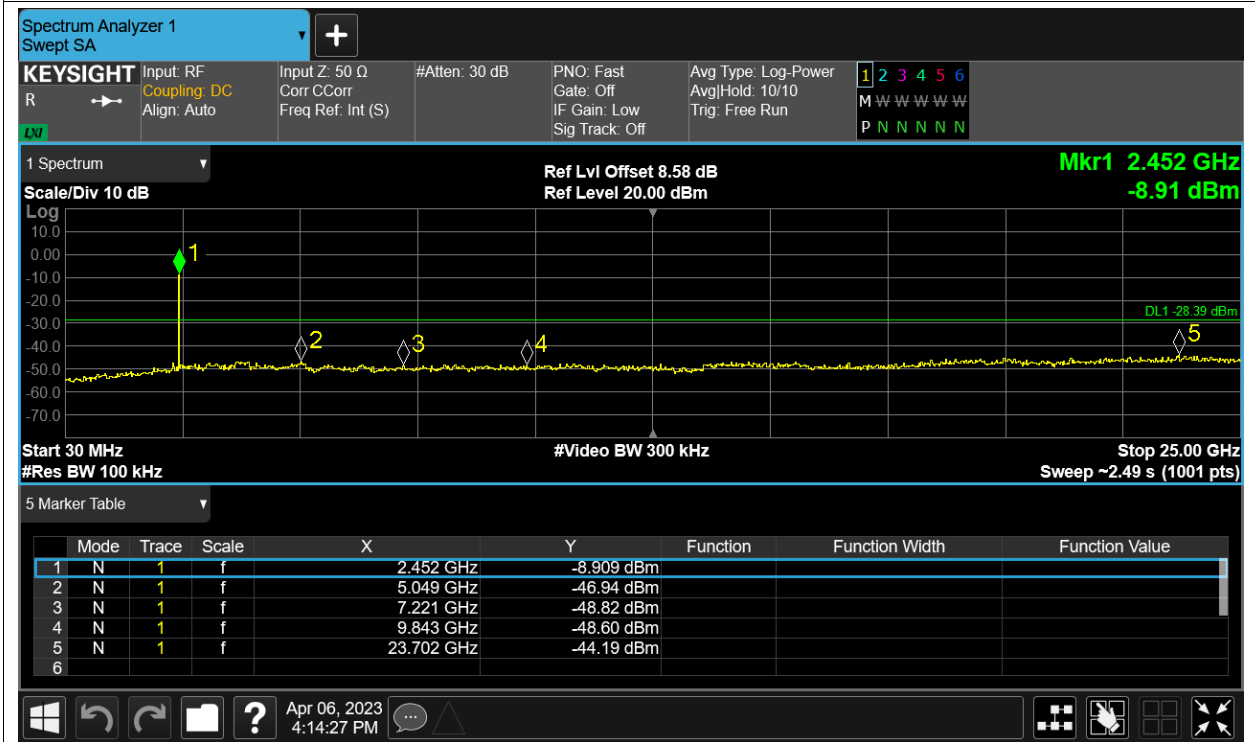 Spectrum Analyzer 1
Swept SA
+
KEYSIGHT
R
LXI
Input: RF
Coupling: DC
Align: Auto
Input Z: 50 Ω
Corr CCorr
Freq Ref: Int (S)
#Atten: 30 dB
PNO: Fast
Gate: Off
IF Gain: Low
Sig Track: Off
Avg Type: Log-Power
Avg|Hold: 10/10
Trig: Free Run
1 2 3 4 5 6
M W W W W W
P N N N N N
1 Spectrum
Scale/Div 10 dB
Ref Lvl Offset 8.58 dB
Ref Level 20.00 dBm
Mkr1 2.452 GHz
-8.91 dBm
Log
10.0
0.00
-10.0
-20.0
-30.0
-40.0
-50.0
-60.0
-70.0
1
2
3
4
5
DL1 -28.39 dBm
Start 30 MHz
#Res BW 100 kHz
#Video BW 300 kHz
Stop 25.00 GHz
Sweep ~2.49 s (1001 pts)
5 Marker Table
Mode Trace Scale X Y Function Function Width Function Value
1 N 1 f 2.452 GHz -8.909 dBm
2 N 1 f 5.049 GHz -46.94 dBm
3 N 1 f 7.221 GHz -48.82 dBm
4 N 1 f 9.843 GHz -48.60 dBm
5 N 1 f 23.702 GHz -44.19 dBm
6
?
Apr 06, 2023
4:14:27 PM